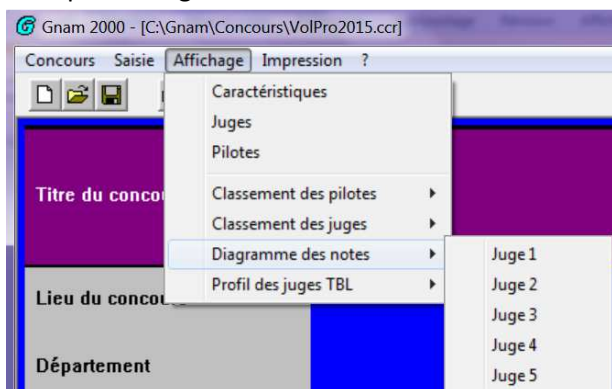 Gnam 2000 - [C:\Gnam\Concours\VolPro2015.ccr]
Concours Saisie Affichage Impression ?
Caractéristiques
Juges
Pilotes
Titre du concou
Classement des pilotes
Classement des juges
Diagramme des notes
Profil des juges TBL
Juge 1
Juge 2
Juge 3
Juge 4
Juge 5
Lieu du concou
Département